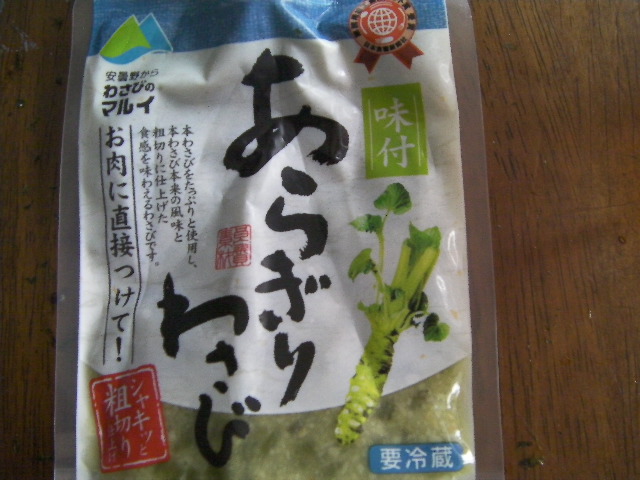 安曇野から
わさびの
マルイ
味付
あらぎり
わさび
本わさびをたっぷりと使用し、
本わさび本来の風味と
粗切りに仕上げた
食感を味わえるわさびです。
お肉に直接つけて!
シャキッと
粗切り
要冷蔵